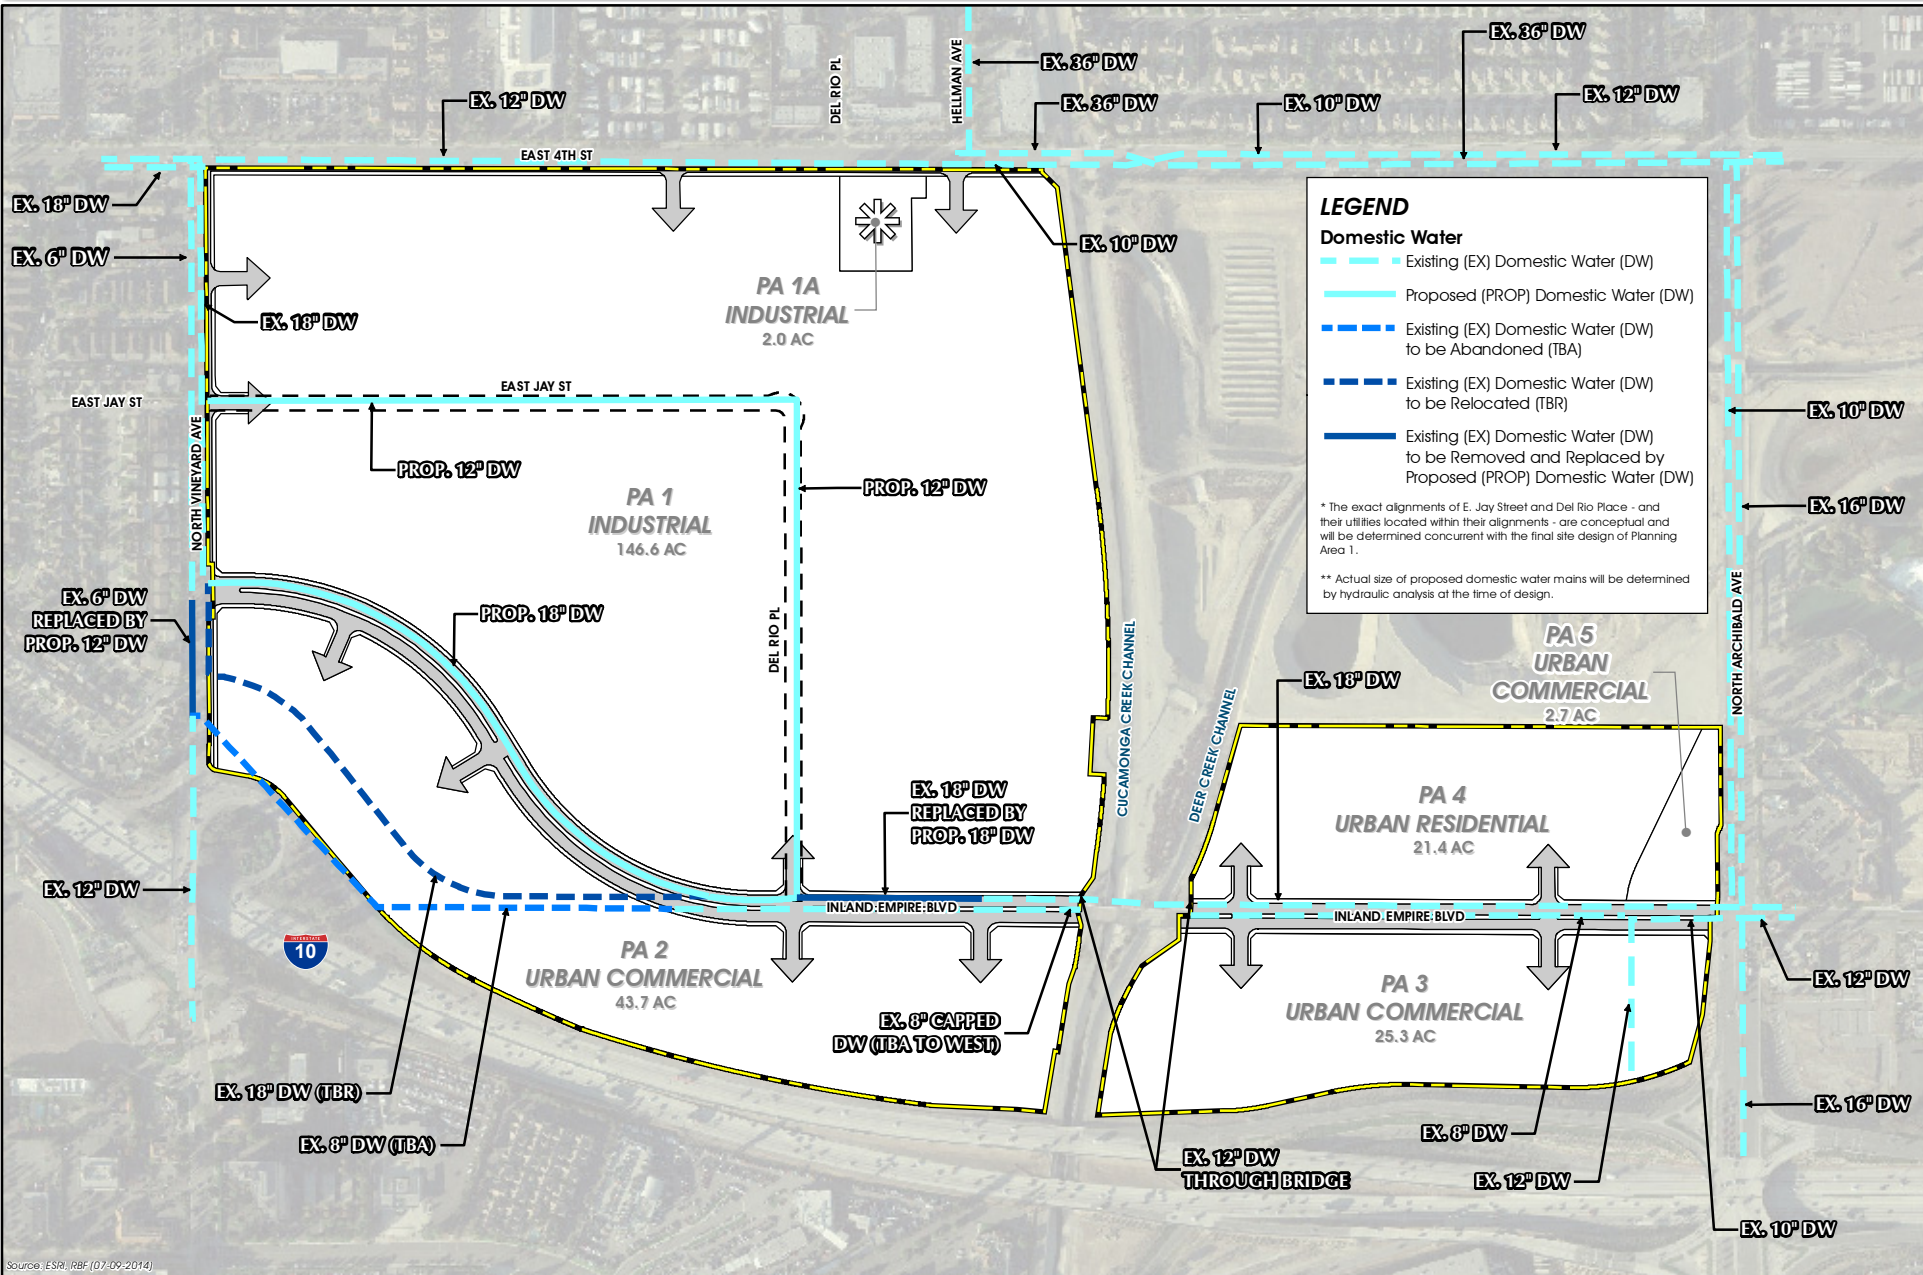 EX. 36" DW
EX. 36" DW
EX. 12" DW
EX. 36" DW
EX. 10" DW
EX. 12" DW
DEL RIO PL
HELLMAN AVE
EAST 4TH ST
EX. 18" DW
EX. 6" DW
EX. 18" DW
EX. 10" DW
PA 1A
INDUSTRIAL
2.0 AC
LEGEND
Domestic Water
Existing (EX) Domestic Water (DW)
Proposed (PROP) Domestic Water (DW)
Existing (EX) Domestic Water (DW)
to be Abandoned (TBA)
Existing (EX) Domestic Water (DW)
to be Relocated (TBR)
Existing (EX) Domestic Water (DW)
to be Removed and Replaced by
Proposed (PROP) Domestic Water (DW)
* The exact alignments of E. Jay Street and Del Rio Place - and
their utilities located within their alignments - are conceptual and
will be determined concurrent with the final site design of Planning
Area 1.
** Actual size of proposed domestic water mains will be determined
by hydraulic analysis at the time of design.
EAST JAY ST
EAST JAY ST
NORTH VINEYARD AVE
PROP. 12" DW
PROP. 12" DW
PA 1
INDUSTRIAL
146.6 AC
EX. 10" DW
EX. 16" DW
NORTH ARCHIBALD AVE
EX. 6" DW
REPLACED BY
PROP. 12" DW
PROP. 18" DW
DEL RIO PL
CUCAMONGA CREEK CHANNEL
DEER CREEK CHANNEL
EX. 18" DW
PA 5
URBAN
COMMERCIAL
2.7 AC
EX. 18" DW
REPLACED BY
PROP. 18" DW
PA 4
URBAN RESIDENTIAL
21.4 AC
EX. 12" DW
INLAND EMPIRE BLVD
INLAND EMPIRE BLVD
INTERSTATE
10
PA 2
URBAN COMMERCIAL
43.7 AC
PA 3
URBAN COMMERCIAL
25.3 AC
EX. 12" DW
EX. 8" CAPPED
DW (TBA TO WEST)
EX. 18" DW (TBR)
EX. 8" DW (TBA)
EX. 16" DW
EX. 8" DW
EX. 12" DW
THROUGH BRIDGE
EX. 12" DW
EX. 10" DW
Source: ESRI, RBF (07-09-2014)